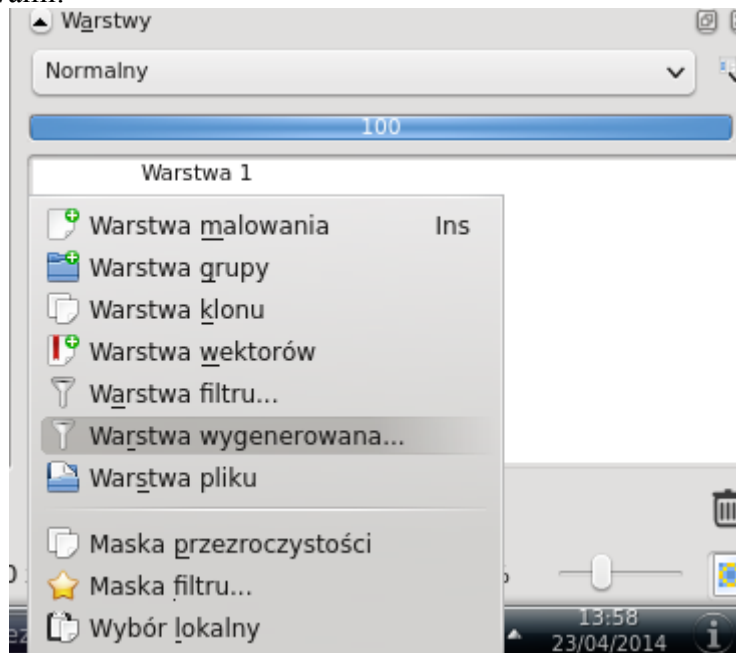 Warstwy
Normalny
100
Warstwa 1
Warstwa malowania Ins
Warstwa grupy
Warstwa klonu
Warstwa wektorów
Warstwa filtru...
Warstwa wygenerowana...
Warstwa pliku
Maska przezroczystości
Maska filtru...
Wybór lokalny
13:58
23/04/2014